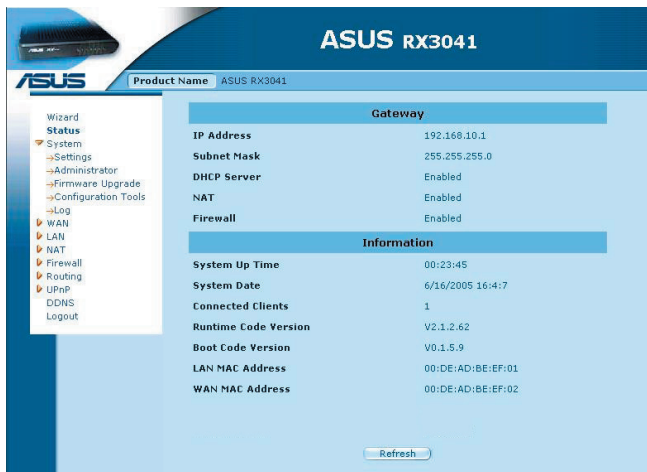 ASUS RX3041
ASUS
Product Name ASUS RX3041
Wizard
Status
System
→Settings
→Administrator
→Firmware Upgrade
→Configuration Tools
→Log
WAN
LAN
NAT
Firewall
Routing
UPnP
DDNS
Logout
Gateway
IP Address 192.168.10.1
Subnet Mask 255.255.255.0
DHCP Server Enabled
NAT Enabled
Firewall Enabled
Information
System Up Time 00:23:45
System Date 6/16/2005 16:4:7
Connected Clients 1
Runtime Code Version V2.1.2.62
Boot Code Version V0.1.5.9
LAN MAC Address 00:DE:AD:BE:EF:01
WAN MAC Address 00:DE:AD:BE:EF:02
Refresh